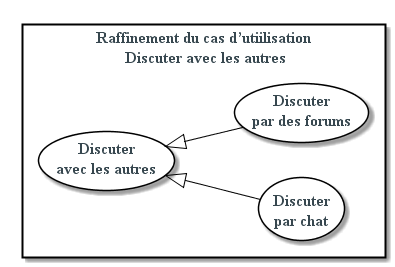 Raffinement du cas d'utiilisation
Discuter avec les autres
Discuter
par des forums
Discuter
avec les autres
Discuter
par chat